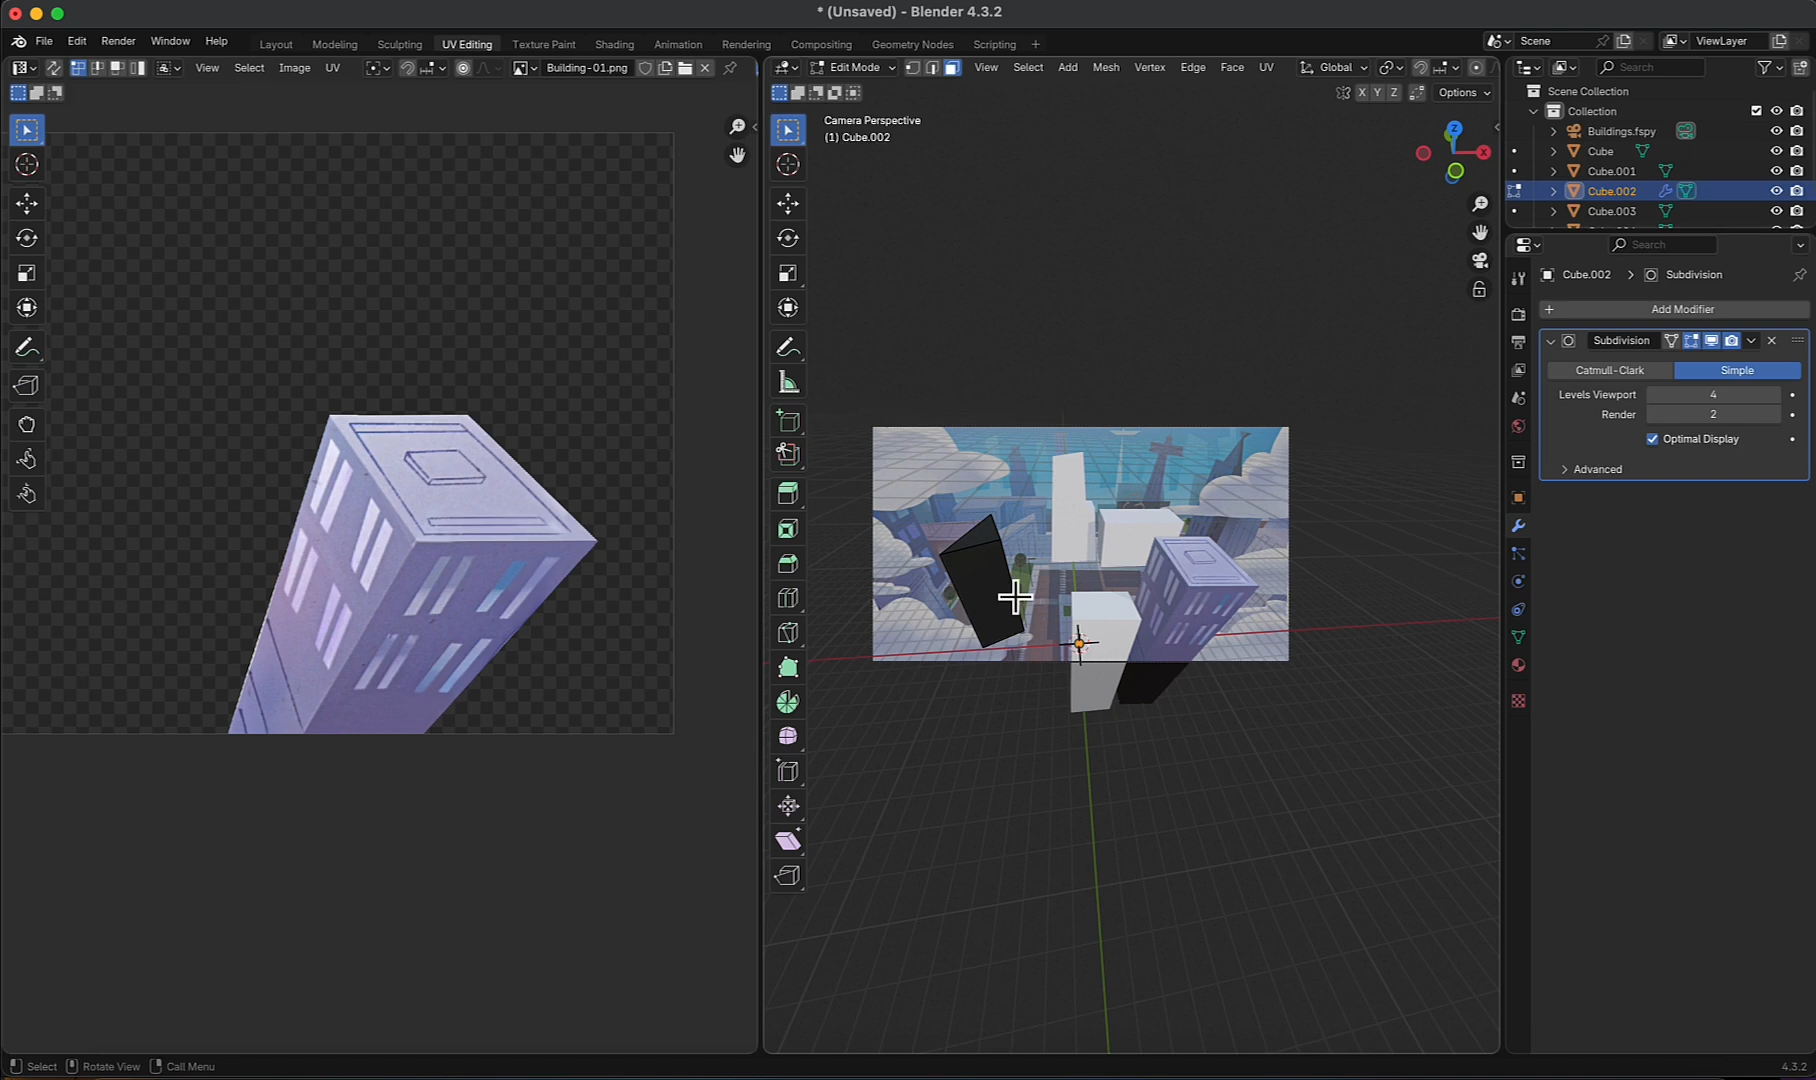 * (Unsaved) - Blender 4.3.2
File Edit Render Window Help
Layout Modeling Sculpting UV Editing Texture Paint Shading Animation Rendering Compositing Geometry Nodes Scripting +
Scene
ViewLayer
View Select Image UV
Building-01.png
Edit Mode
View Select Add Mesh Vertex Edge Face UV
Global
Search
X Y Z
Options
Camera Perspective
(1) Cube.002
Z
X
Scene Collection
Collection
Buildings.fspy
Cube
Cube.001
Cube.002
Cube.003
Search
Cube.002 > Subdivision
+ Add Modifier
Subdivision
Catmull-Clark Simple
Levels Viewport 4
Render 2
Optimal Display
Advanced
Select Rotate View Call Menu
4.3.2